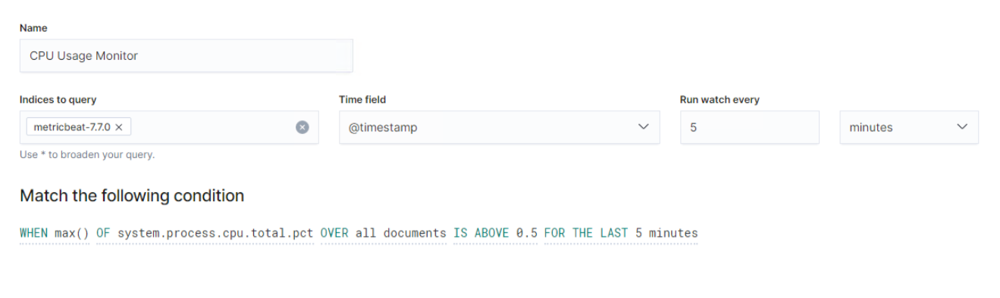 Name
CPU Usage Monitor
Indices to query Time field Run watch every
metricbeat-7.7.0 × @timestamp 5 minutes
Use * to broaden your query.
Match the following condition
WHEN max() OF system.process.cpu.total.pct OVER all documents IS ABOVE 0.5 FOR THE LAST 5 minutes